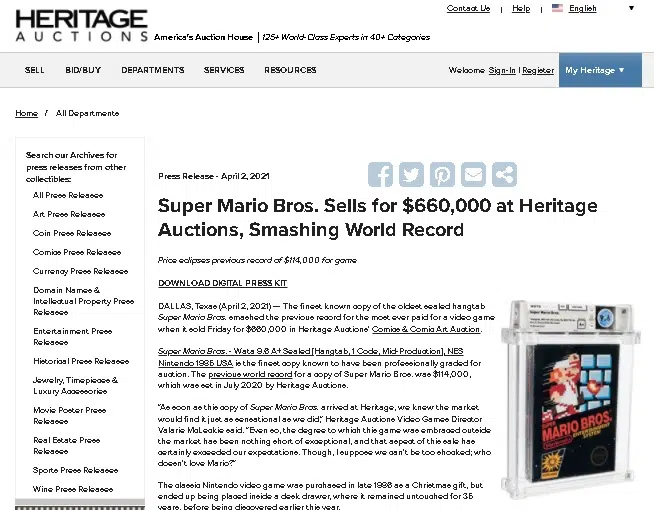 HERITAGE
AUCTIONS America's Auction House | 125+ World-Class Experts in 40+ Categories
Contact Us | Help | English ▼
SELL BID/BUY DEPARTMENTS SERVICES RESOURCES Welcome Sign-In | Register My Heritage ▼
Home / All Departments
Search our Archives for
press releases from other
collectibles:
All Press Releases
Art Press Releases
Coin Press Releases
Comics Press Releases
Currency Press Releases
Domain Names &
Intellectual Property Press
Releases
Entertainment Press
Releases
Historical Press Releases
Jewelry, Timepieces &
Luxury Accessories
Movie Poster Press
Releases
Real Estate Press
Releases
Sports Press Releases
Wine Press Releases
Press Release - April 2, 2021
Super Mario Bros. Sells for $660,000 at Heritage
Auctions, Smashing World Record
Price eclipses previous record of $114,000 for game
DOWNLOAD DIGITAL PRESS KIT
DALLAS, Texas (April 2, 2021) — The finest known copy of the oldest sealed hangtab
Super Mario Bros. smashed the previous record for the most ever paid for a video game
when it sold Friday for $660,000 in Heritage Auctions' Comics & Comic Art Auction.
Super Mario Bros. - Wata 9.6 A+ Sealed [Hangtab, 1 Code, Mid-Production], NES
Nintendo 1985 USA is the finest copy known to have been professionally graded for
auction. The previous world record for a copy of Super Mario Bros. was $114,000,
which was set in July 2020 by Heritage Auctions.
"As soon as this copy of Super Mario Bros. arrived at Heritage, we knew the market
would find it just as sensational as we did," Heritage Auctions Video Games Director
Valarie McLeckie said. "Even so, the degree to which this game was embraced outside
the market has been nothing short of exceptional, and that aspect of this sale has
certainly exceeded our expectations. Though, I suppose we can't be too shocked; who
doesn't love Mario?"
The classic Nintendo video game was purchased in late 1986 as a Christmas gift, but
ended up being placed inside a desk drawer, where it remained untouched for 35
years, before being discovered earlier this year.
Super Mario Bros.
SUPER
MARIO BROS.
ENTERTAINMENT
SYSTEM